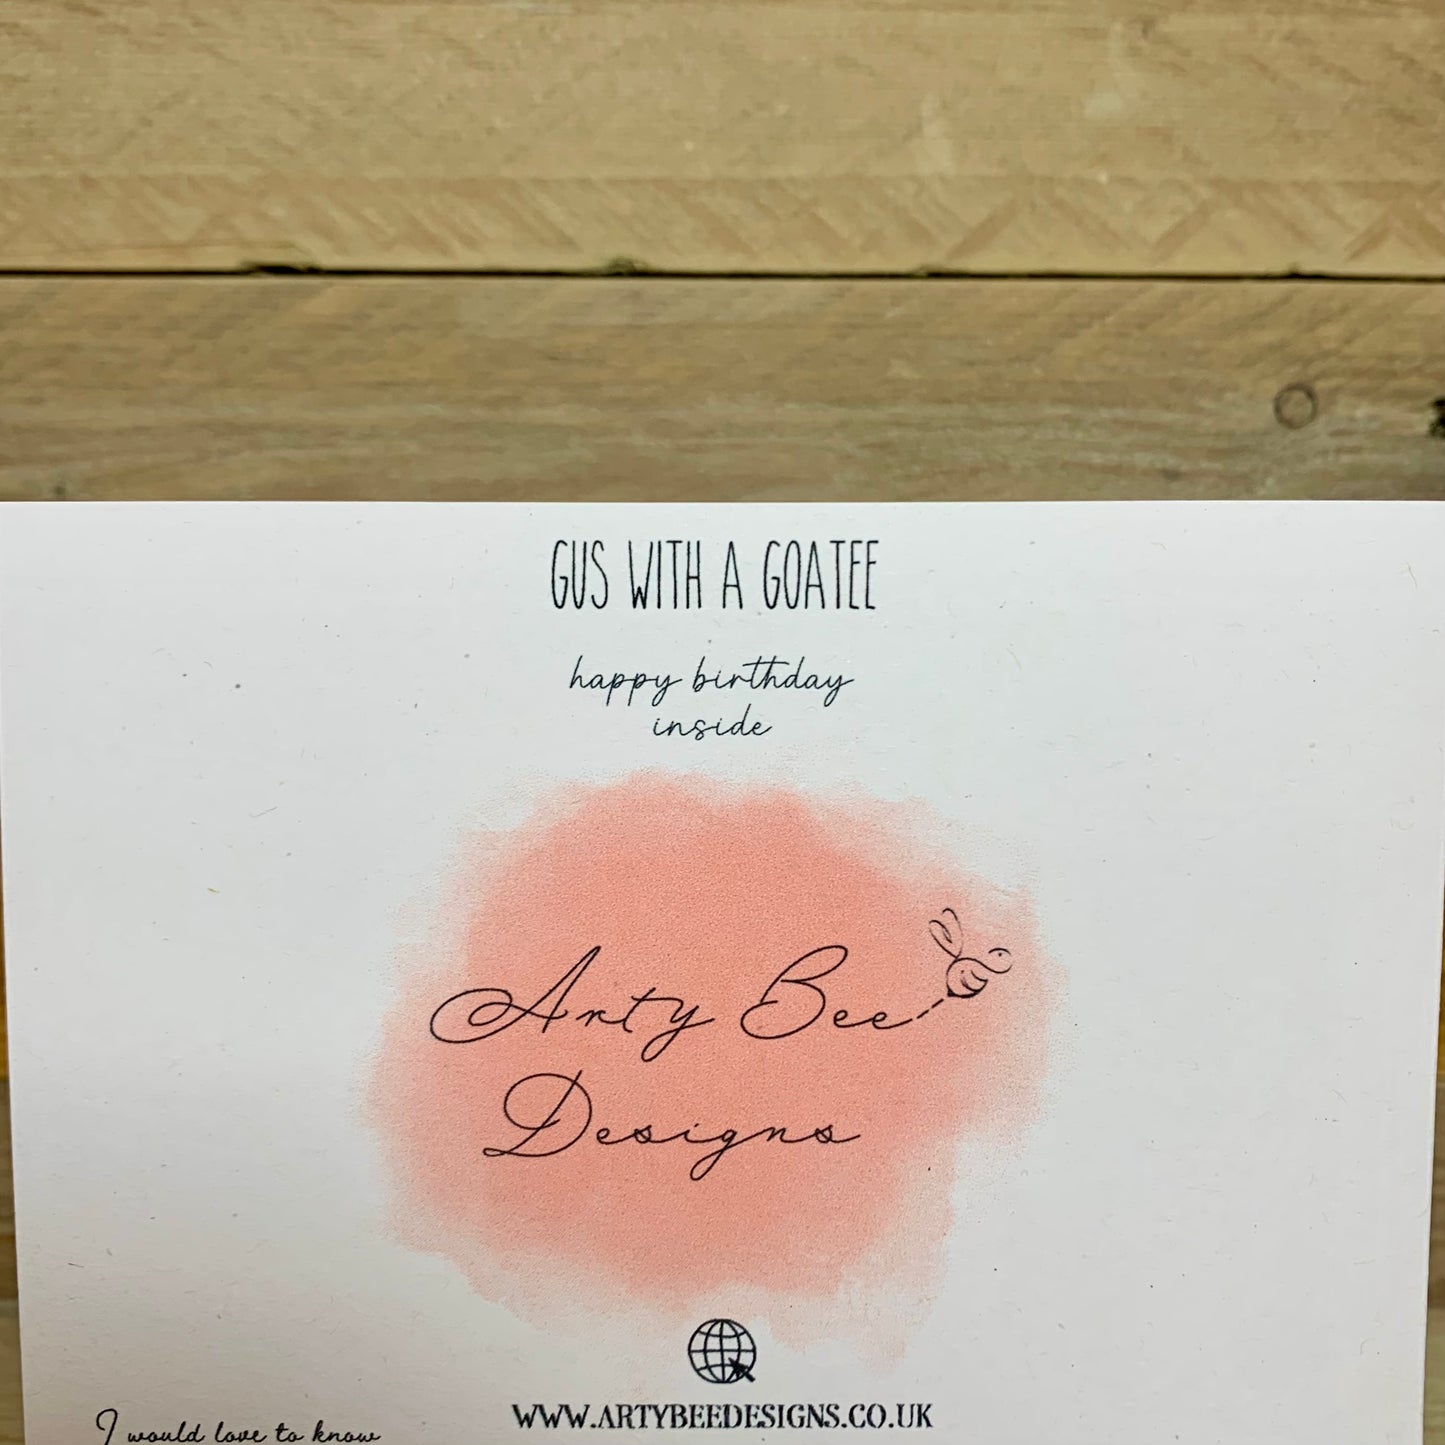 GUS WITH A GOATEE
happy birthday
inside
Arty Bee
Designs
WWW.ARTYBEEDESIGNS.CO.UK
I would love to know